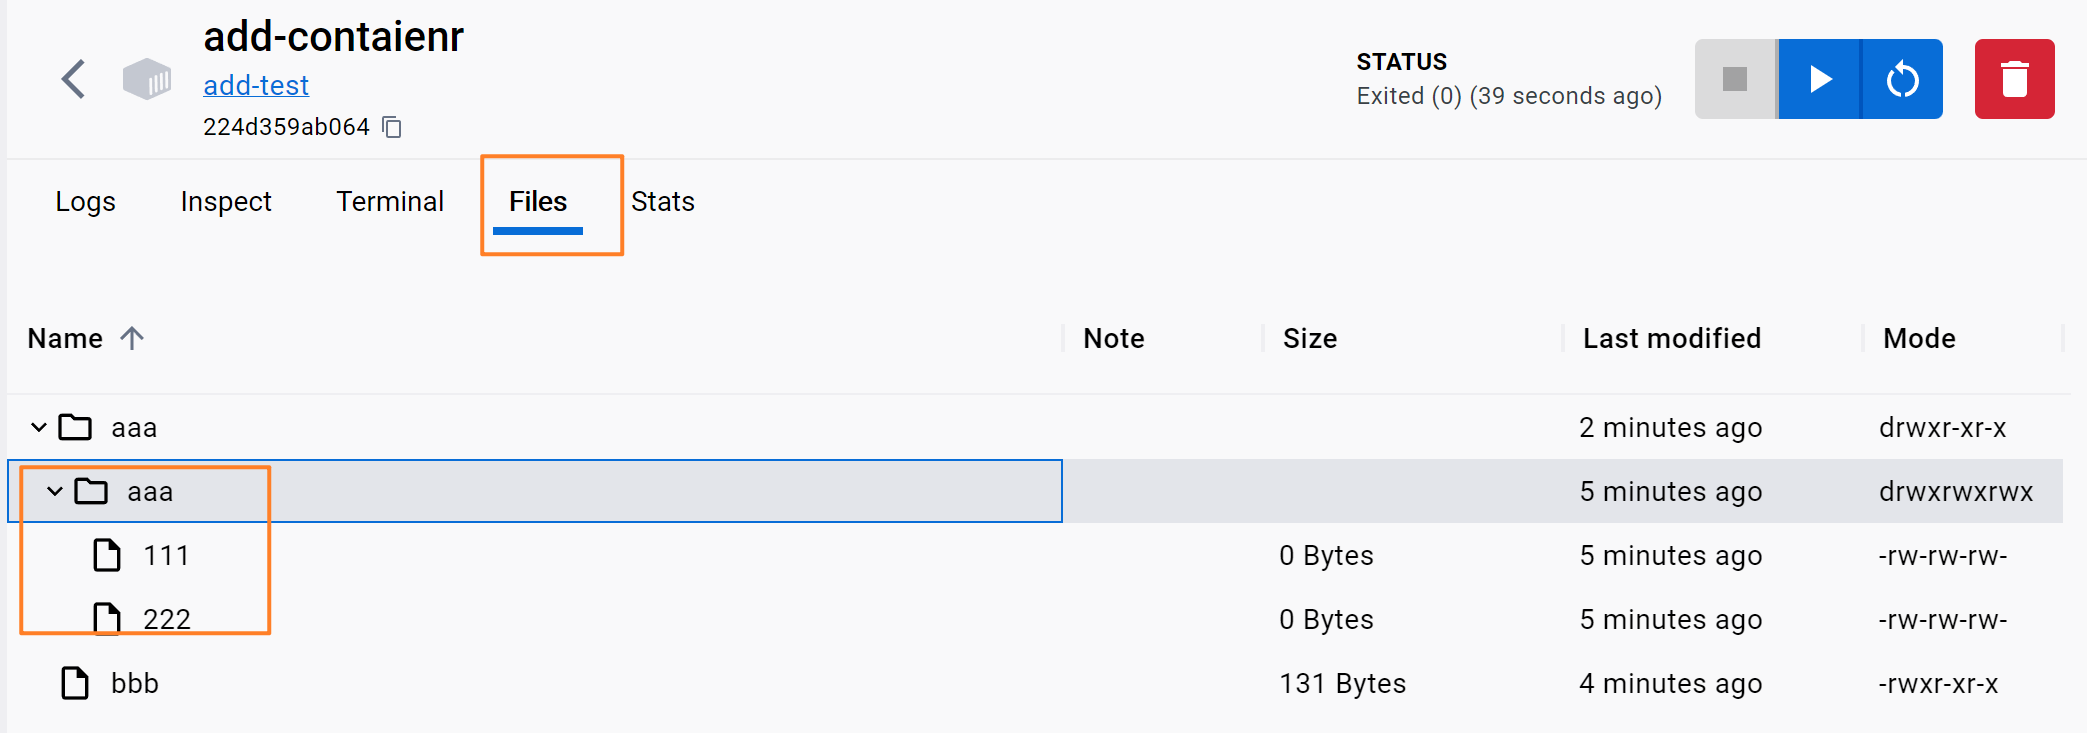 add-contaienr
add-test
224d359ab064
STATUS
Exited (0) (39 seconds ago)
Logs Inspect Terminal Files Stats
Name Note Size Last modified Mode
aaa 2 minutes ago drwxr-xr-x
aaa 5 minutes ago drwxrwxrwx
111 0 Bytes 5 minutes ago -rw-rw-rw-
222 0 Bytes 5 minutes ago -rw-rw-rw-
bbb 131 Bytes 4 minutes ago -rwxr-xr-x